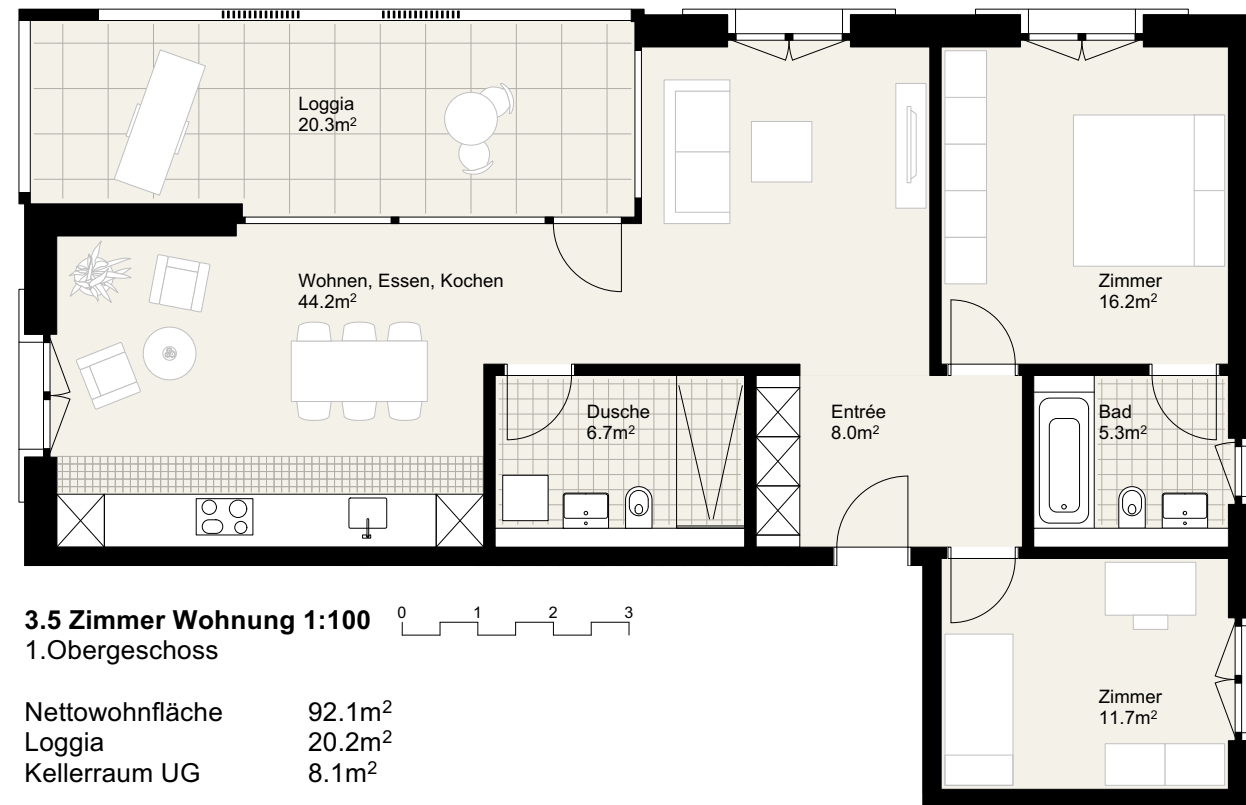 Loggia
20.3m²
Wohnen, Essen, Kochen
44.2m²
Zimmer
16.2m²
Dusche
6.7m²
Entrée
8.0m²
Bad
5.3m²
Zimmer
11.7m²
3.5 Zimmer Wohnung 1:100
0 1 2 3
1.Obergeschoss
Nettowohnfläche 92.1m²
Loggia 20.2m²
Kellerraum UG 8.1m²